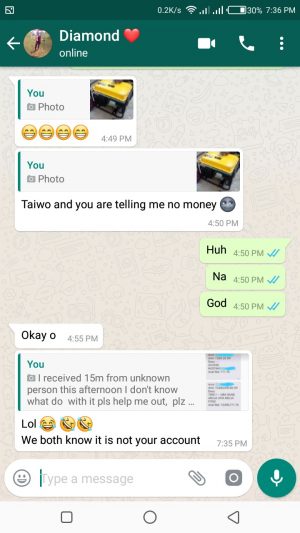 0.2K/s 30% 7:36 PM
Diamond ❤️
online
You
Photo
😁😁😁😁
4:49 PM
You
Photo
Taiwo and you are telling me no money 🌚
4:50 PM
Huh 4:50 PM
Na 4:50 PM
God 4:50 PM
Okay o 4:55 PM
You
I received 15m from unknown
person this afternoon I don't know
what do with it pls help me out, plz ...
Lol 😂🤣🤣
We both know it is not your account
7:35 PM
Type a message